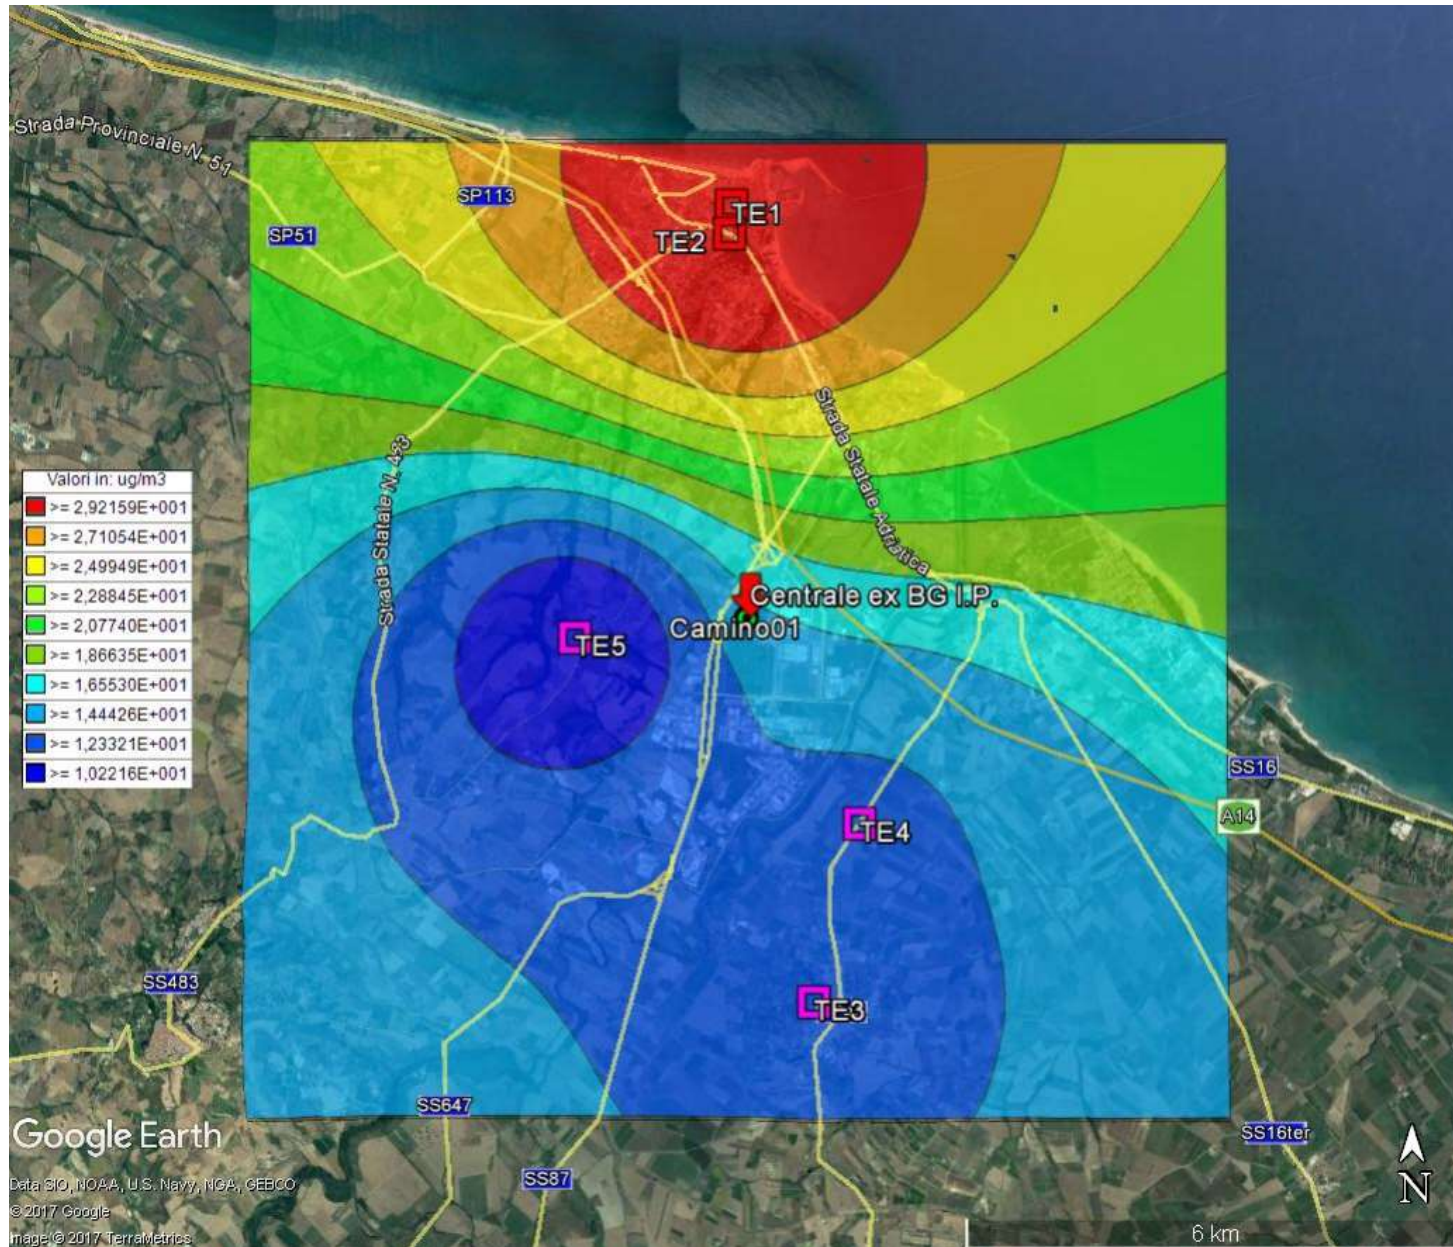 Strada Provinciale N. 51
SP113
SP51
TE1
TE2
Strada Statale N. 483
Strada Statale Adriatica
Valori in: ug/m3
>= 2,92159E+001
>= 2,71054E+001
>= 2,49949E+001
>= 2,28845E+001
>= 2,07740E+001
>= 1,86635E+001
>= 1,65530E+001
>= 1,44426E+001
>= 1,23321E+001
>= 1,02216E+001
Centrale ex BG I.P.
Camino01
TE5
SS16
A14
TE4
SS483
TE3
SS647
SS87
SS16ter
Google Earth
Data SIO, NOAA, U.S. Navy, NGA, GEBCO
© 2017 Google
Image © 2017 TerraMetrics
N
6 km